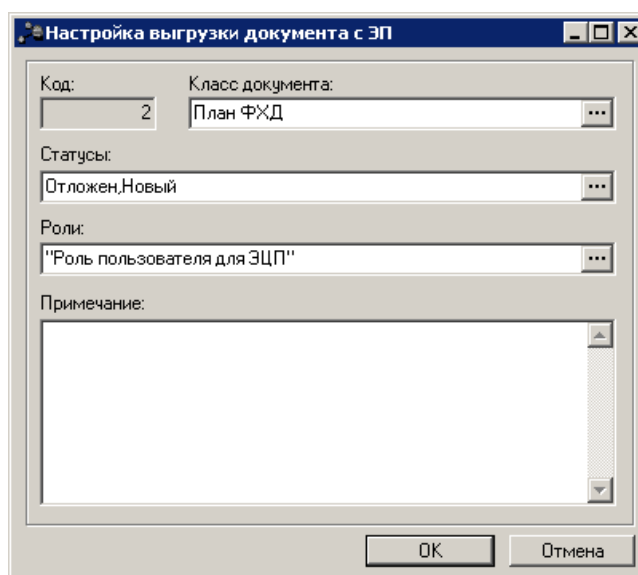 Настройка выгрузки документа с ЭП
Код: Класс документа:
2 План ФХД ...
Статусы:
Отложен,Новый ...
Роли:
"Роль пользователя для ЭЦП" ...
Примечание:
OK Отмена